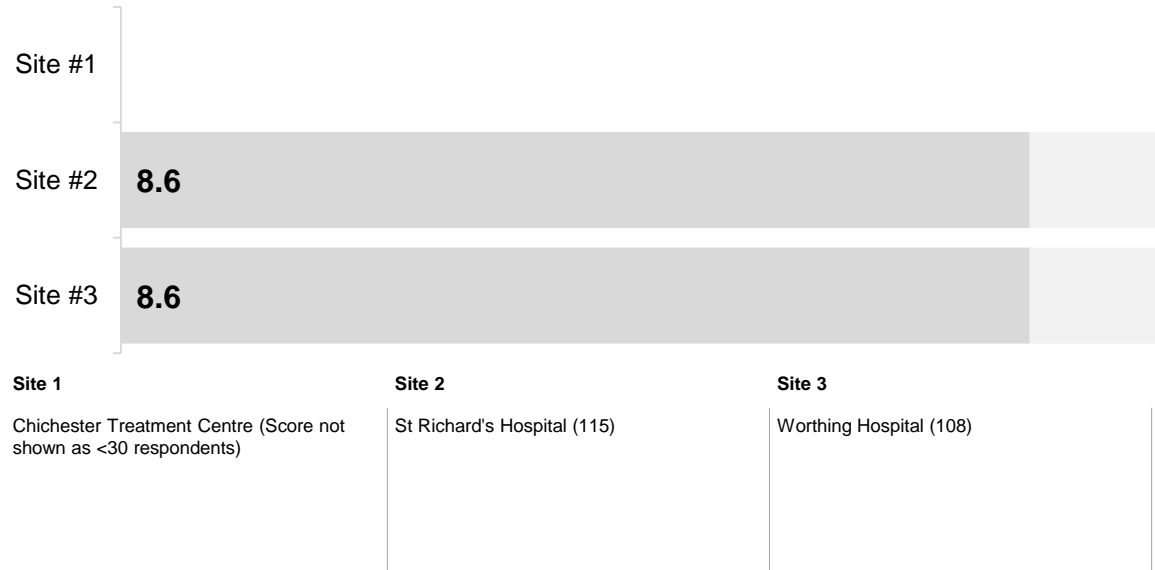 Site #1
Site #2
8.6
Site #3
8.6
Site 1
Site 2
Site 3
Chichester Treatment Centre (Score not
shown as <30 respondents)
St Richard's Hospital (115)
Worthing Hospital (108)